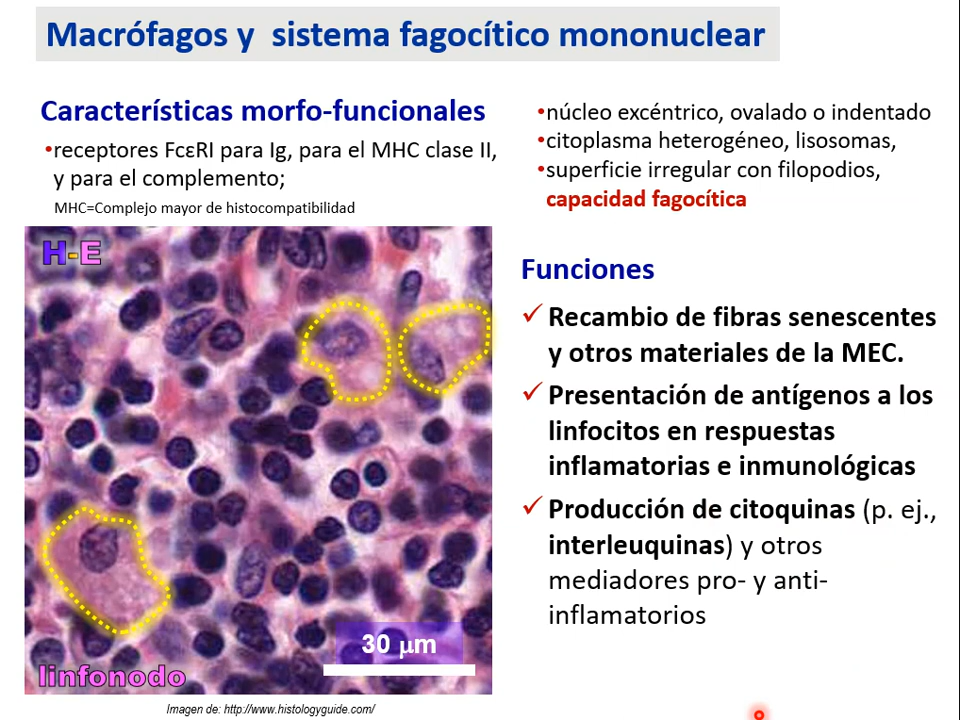 Macrófagos y sistema fagocítico mononuclear
Características morfo-funcionales
•receptores FcεRI para Ig, para el MHC clase II,
y para el complemento;
MHC=Complejo mayor de histocompatibilidad
•núcleo excéntrico, ovalado o indentado
•citoplasma heterogéneo, lisosomas,
•superficie irregular con filopodios,
capacidad fagocítica
H-E
linfonodo
30 μm
Imagen de: http://www.histologyguide.com/
Funciones
✓ Recambio de fibras senescentes
y otros materiales de la MEC.
✓ Presentación de antígenos a los
linfocitos en respuestas
inflamatorias e inmunológicas
✓ Producción de citoquinas (p. ej.,
interleuquinas) y otros
mediadores pro- y anti-
inflamatorios